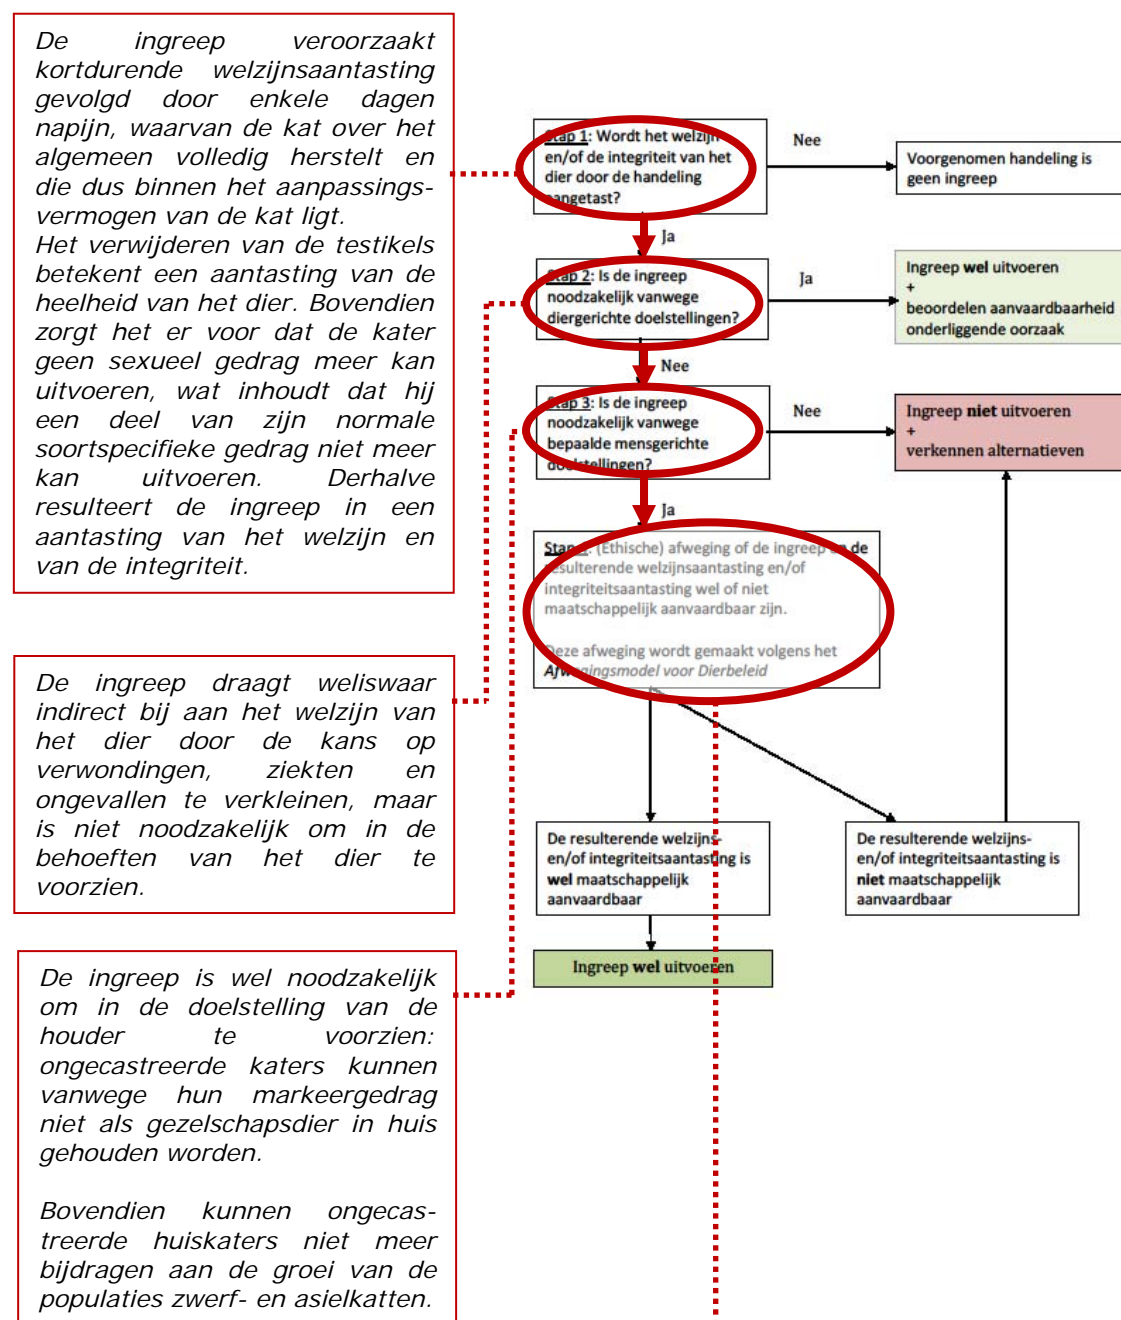 De ingreep veroorzaakt
kortdurende welzijnsaantasting
gevolgd door enkele dagen
napijn, waarvan de kat over het
algemeen volledig herstelt en
die dus binnen het aanpassings-
vermogen van de kat ligt.
Het verwijderen van de testikels
betekent een aantasting van de
heelheid van het dier. Bovendien
zorgt het er voor dat de kater
geen sexueel gedrag meer kan
uitvoeren, wat inhoudt dat hij
een deel van zijn normale
soortspecifieke gedrag niet meer
kan uitvoeren. Derhalve
resulteert de ingreep in een
aantasting van het welzijn en
van de integriteit.
De ingreep draagt weliswaar
indirect bij aan het welzijn van
het dier door de kans op
verwondingen, ziekten en
ongevallen te verkleinen, maar
is niet noodzakelijk om in de
behoeften van het dier te
voorzien.
De ingreep is wel noodzakelijk
om in de doelstelling van de
houder te voorzien:
ongecastreerde katers kunnen
vanwege hun markeergedrag
niet als gezelschapsdier in huis
gehouden worden.
Bovendien kunnen ongecas-
treerde huiskaters niet meer
bijdragen aan de groei van de
populaties zwerf- en asielkatten.
Stap 1: Wordt het welzijn
en/of de integriteit van het
dier door de handeling
aangetast?
Nee
Voorgenomen handeling is
geen ingreep
Ja
Stap 2: Is de ingreep
noodzakelijk vanwege
diergerichte doelstellingen?
Ja
Ingreep wel uitvoeren
+
beoordelen aanvaardbaarheid
onderliggende oorzaak
Nee
Stap 3: Is de ingreep
noodzakelijk vanwege
bepaalde mensgerichte
doelstellingen?
Nee
Ingreep niet uitvoeren
+
verkennen alternatieven
Ja
Stap : (Ethische) afweging of de ingreep en de
resulterende welzijnsaantasting en/of
integriteitsaantasting wel of niet
maatschappelijk aanvaardbaar zijn.
Deze afweging wordt gemaakt volgens het
Afwegingsmodel voor Dierbeleid
De resulterende welzijns-
en/of integriteitsaantasting is
wel maatschappelijk
aanvaardbaar
De resulterende welzijns-
en/of integriteitsaantasting is
niet maatschappelijk
aanvaardbaar
Ingreep wel uitvoeren